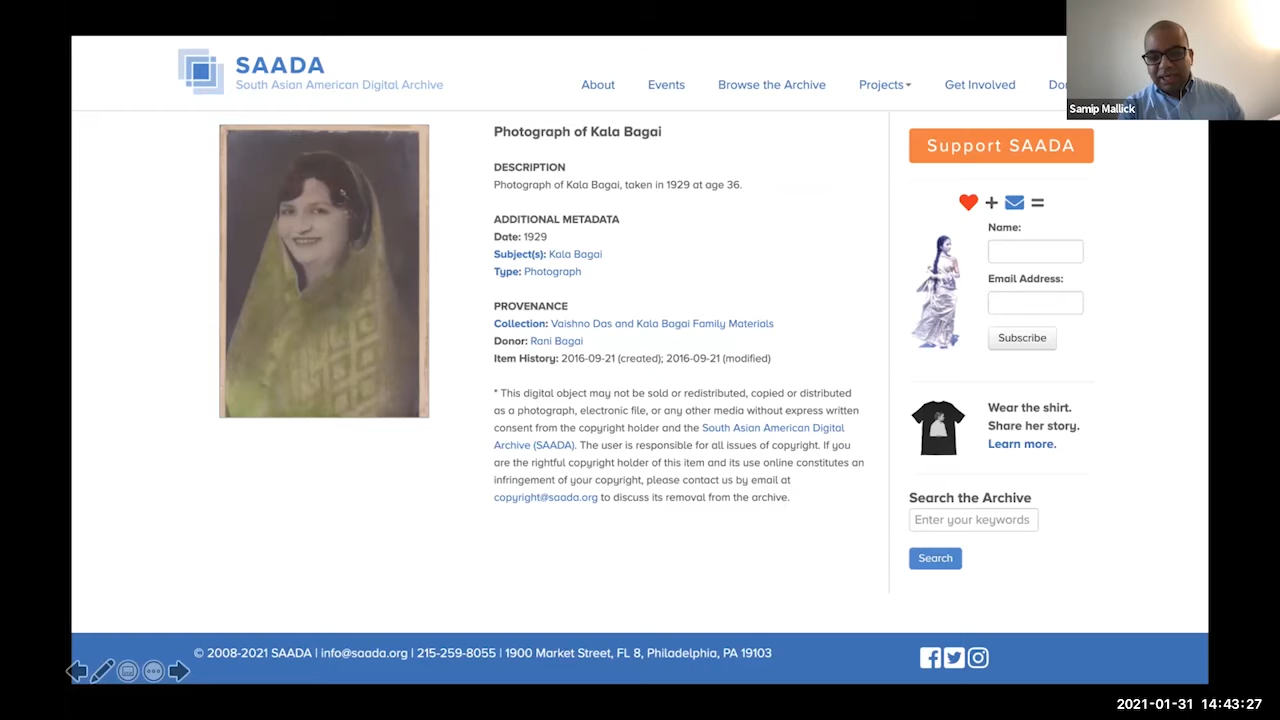 SAADA
South Asian American Digital Archive
About Events Browse the Archive Projects Get Involved
Samip Mallick
Photograph of Kala Bagai
DESCRIPTION
Photograph of Kala Bagai, taken in 1929 at age 36.
ADDITIONAL METADATA
Date: 1929
Subject(s): Kala Bagai
Type: Photograph
PROVENANCE
Collection: Vaishno Das and Kala Bagai Family Materials
Donor: Rani Bagai
Item History: 2016-09-21 (created); 2016-09-21 (modified)
* This digital object may not be sold or redistributed, copied or distributed
as a photograph, electronic file, or any other media without express written
consent from the copyright holder and the South Asian American Digital
Archive (SAADA). The user is responsible for all issues of copyright. If you
are the rightful copyright holder of this item and its use online constitutes an
infringement of your copyright, please contact us by email at
copyright@saada.org to discuss its removal from the archive.
Support SAADA
+ =
Name:
Email Address:
Subscribe
Wear the shirt.
Share her story.
Learn more.
Search the Archive
Enter your keywords
Search
© 2008-2021 SAADA | info@saada.org | 215-259-8055 | 1900 Market Street, FL 8, Philadelphia, PA 19103
2021-01-31 14:43:27